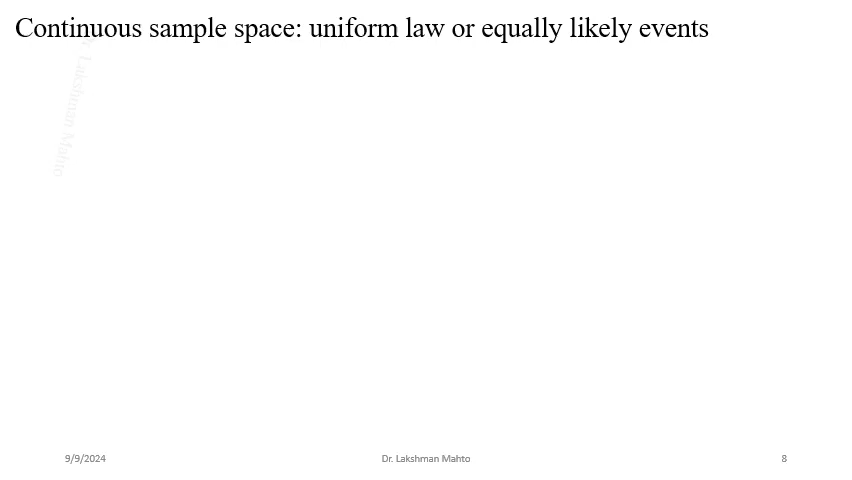 Continuous sample space: uniform law or equally likely events
Lakshman Mahto
9/9/2024
Dr. Lakshman Mahto
8